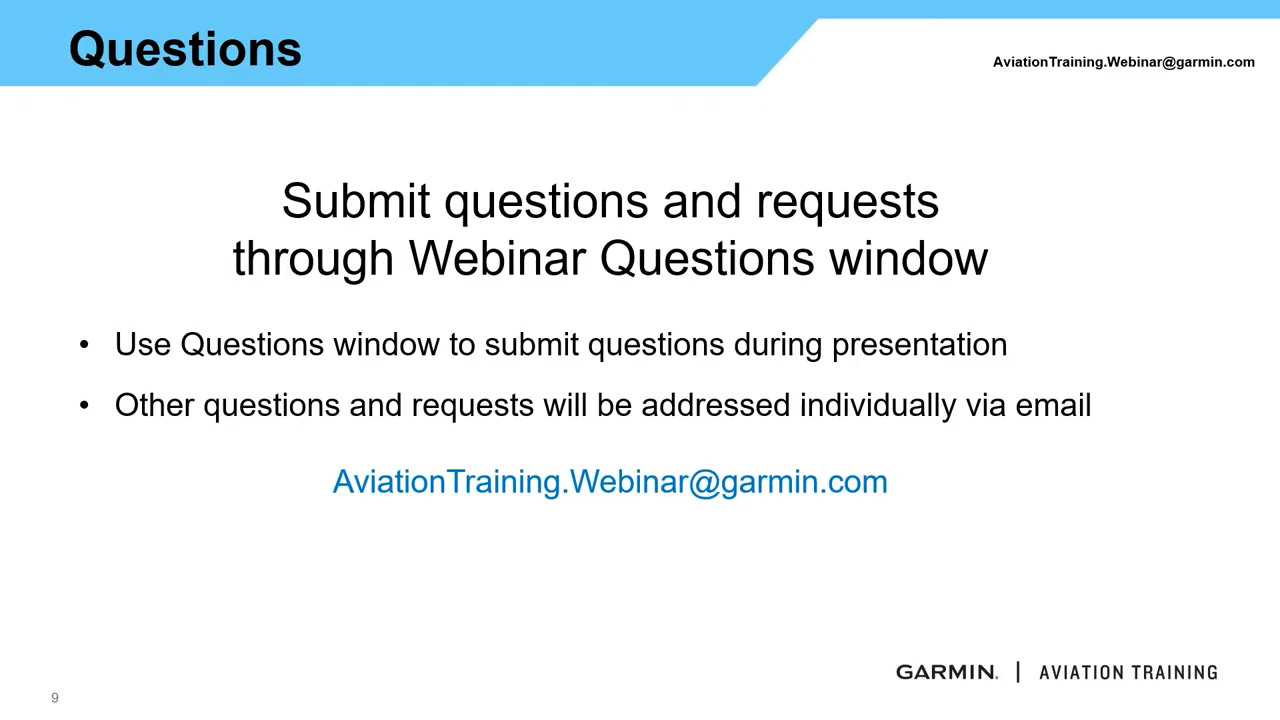 Questions
AviationTraining.Webinar@garmin.com
Submit questions and requests
through Webinar Questions window
• Use Questions window to submit questions during presentation
• Other questions and requests will be addressed individually via email
AviationTraining.Webinar@garmin.com
GARMIN. | AVIATION TRAINING
9